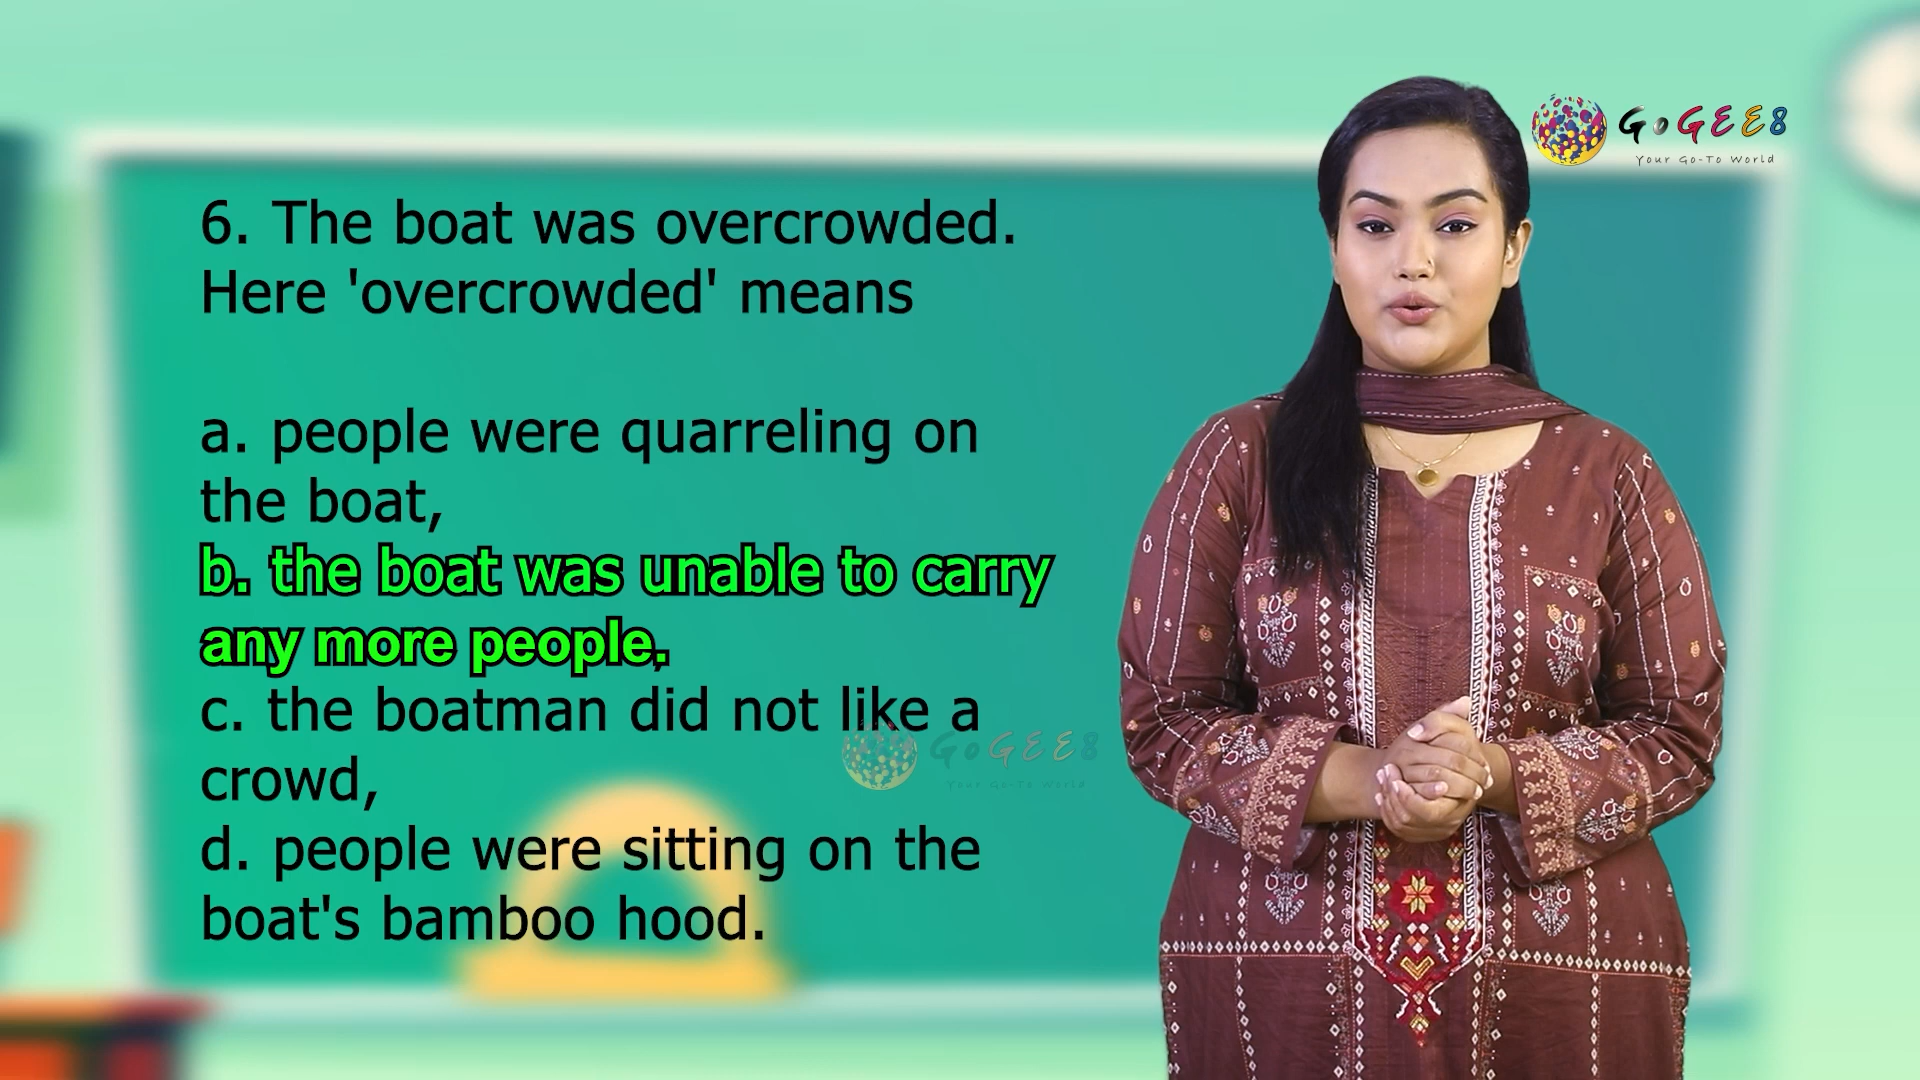 GoGEE8
Your Go-To World
6. The boat was overcrowded.
Here 'overcrowded' means
a. people were quarreling on
the boat,
b. the boat was unable to carry
any more people.
c. the boatman did not like a
crowd,
d. people were sitting on the
boat's bamboo hood.
GoGEE8
Your Go-To World